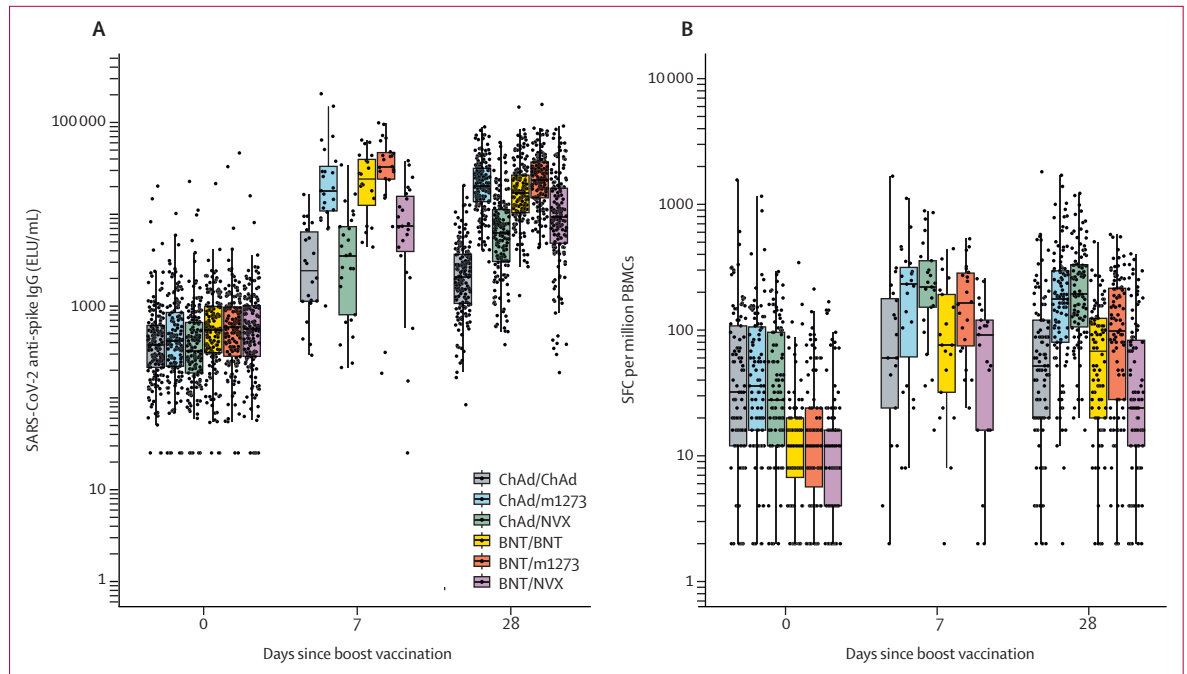 A
SARS-CoV-2 anti-spike IgG (ELU/mL)
100 000
1000
10
1
0
7
28
Days since boost vaccination
ChAd/ChAd
ChAd/m1273
ChAd/NVX
BNT/BNT
BNT/m1273
BNT/NVX
B
SFC per million PBMCs
10 000
1000
100
10
1
0
7
28
Days since boost vaccination